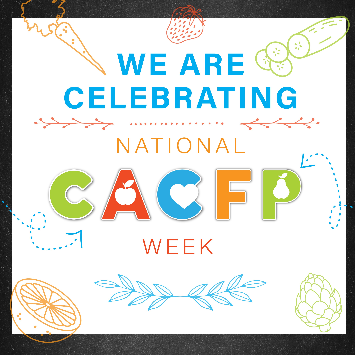 WE ARE
CELEBRATING
NATIONAL
CACFP
WEEK